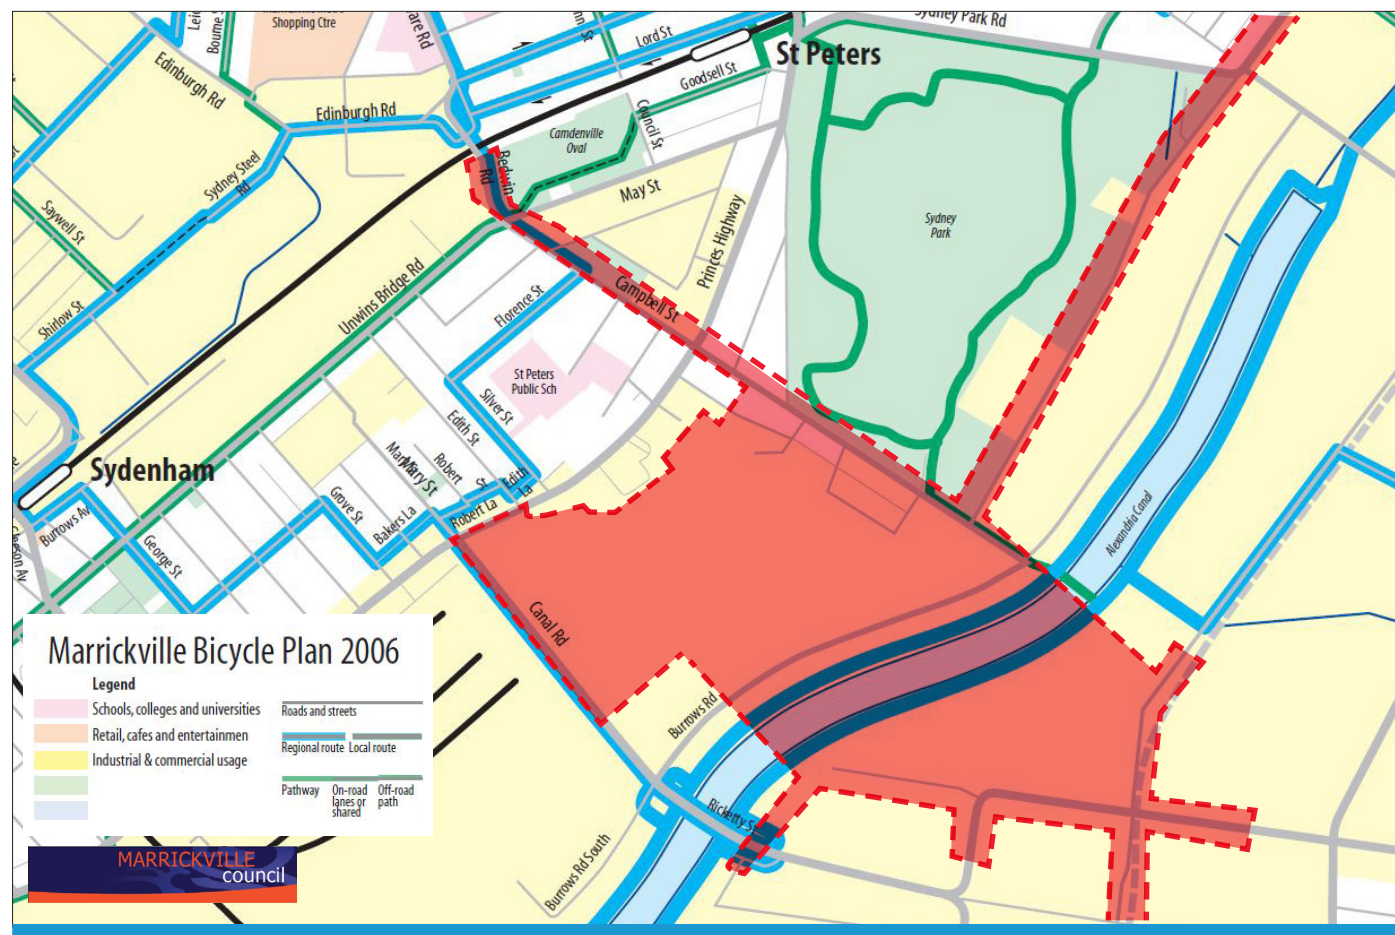 Sydney Park Rd
Shopping Ctre
Bourne S
Lord St
St Peters
Edinburgh Rd
Goodsell St
Edinburgh Rd
Council St
Camdenville
Oval
Bedwin
Rd
Sydney Steel
Rd
May St
Saywell St
Sydney
Park
Princes Highway
Unwins Bridge Rd
Campbell St
Florence St
Shirlow St
St Peters
Public Sch
Silver St
Edith St
Mary St
Mary St
Robert
St
Edith
La
Sydenham
Grove St
Bakers La
Robert La
Burrows Av
George St
Alexandria Canal
Canal Rd
Burrows Rd
Ricketty St
Burrows Rd South
Marrickville Bicycle Plan 2006
Legend
Schools, colleges and universities
Retail, cafes and entertainmen
Industrial & commercial usage
Roads and streets
Regional route
Local route
Pathway
On-road
lanes or
shared
Off-road
path
MARRICKVILLE
council